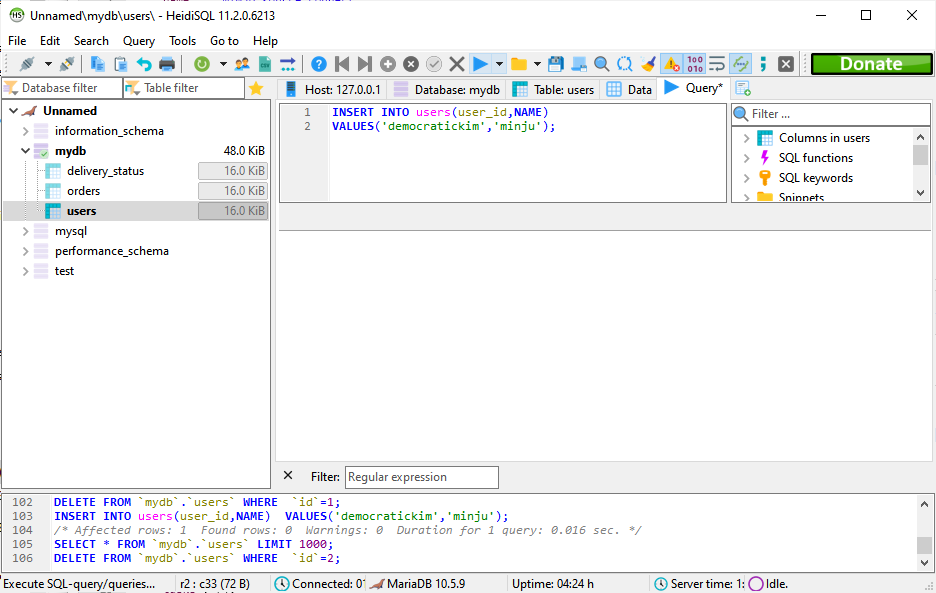 Unnamed\mydb\users\ - HeidiSQL 11.2.0.6213
File Edit Search Query Tools Go to Help
Donate
Database filter Table filter
Host: 127.0.0.1 Database: mydb Table: users Data Query*
Unnamed
information_schema
mydb 48.0 KiB
delivery_status 16.0 KiB
orders 16.0 KiB
users 16.0 KiB
mysql
performance_schema
test
1 INSERT INTO users(user_id,NAME)
2 VALUES('democratickim','minju');
Filter ...
Columns in users
SQL functions
SQL keywords
Snippets
Filter: Regular expression
102 DELETE FROM `mydb`.`users` WHERE  `id`=1;
103 INSERT INTO users(user_id,NAME)  VALUES('democratickim','minju');
104 /* Affected rows: 1  Found rows: 0  Warnings: 0  Duration for 1 query: 0.016 sec. */
105 SELECT * FROM `mydb`.`users` LIMIT 1000;
106 DELETE FROM `mydb`.`users` WHERE  `id`=2;
Execute SQL-query/queries... r2 : c33 (72 B) Connected: MariaDB 10.5.9 Uptime: 04:24 h Server time: 1: Idle.